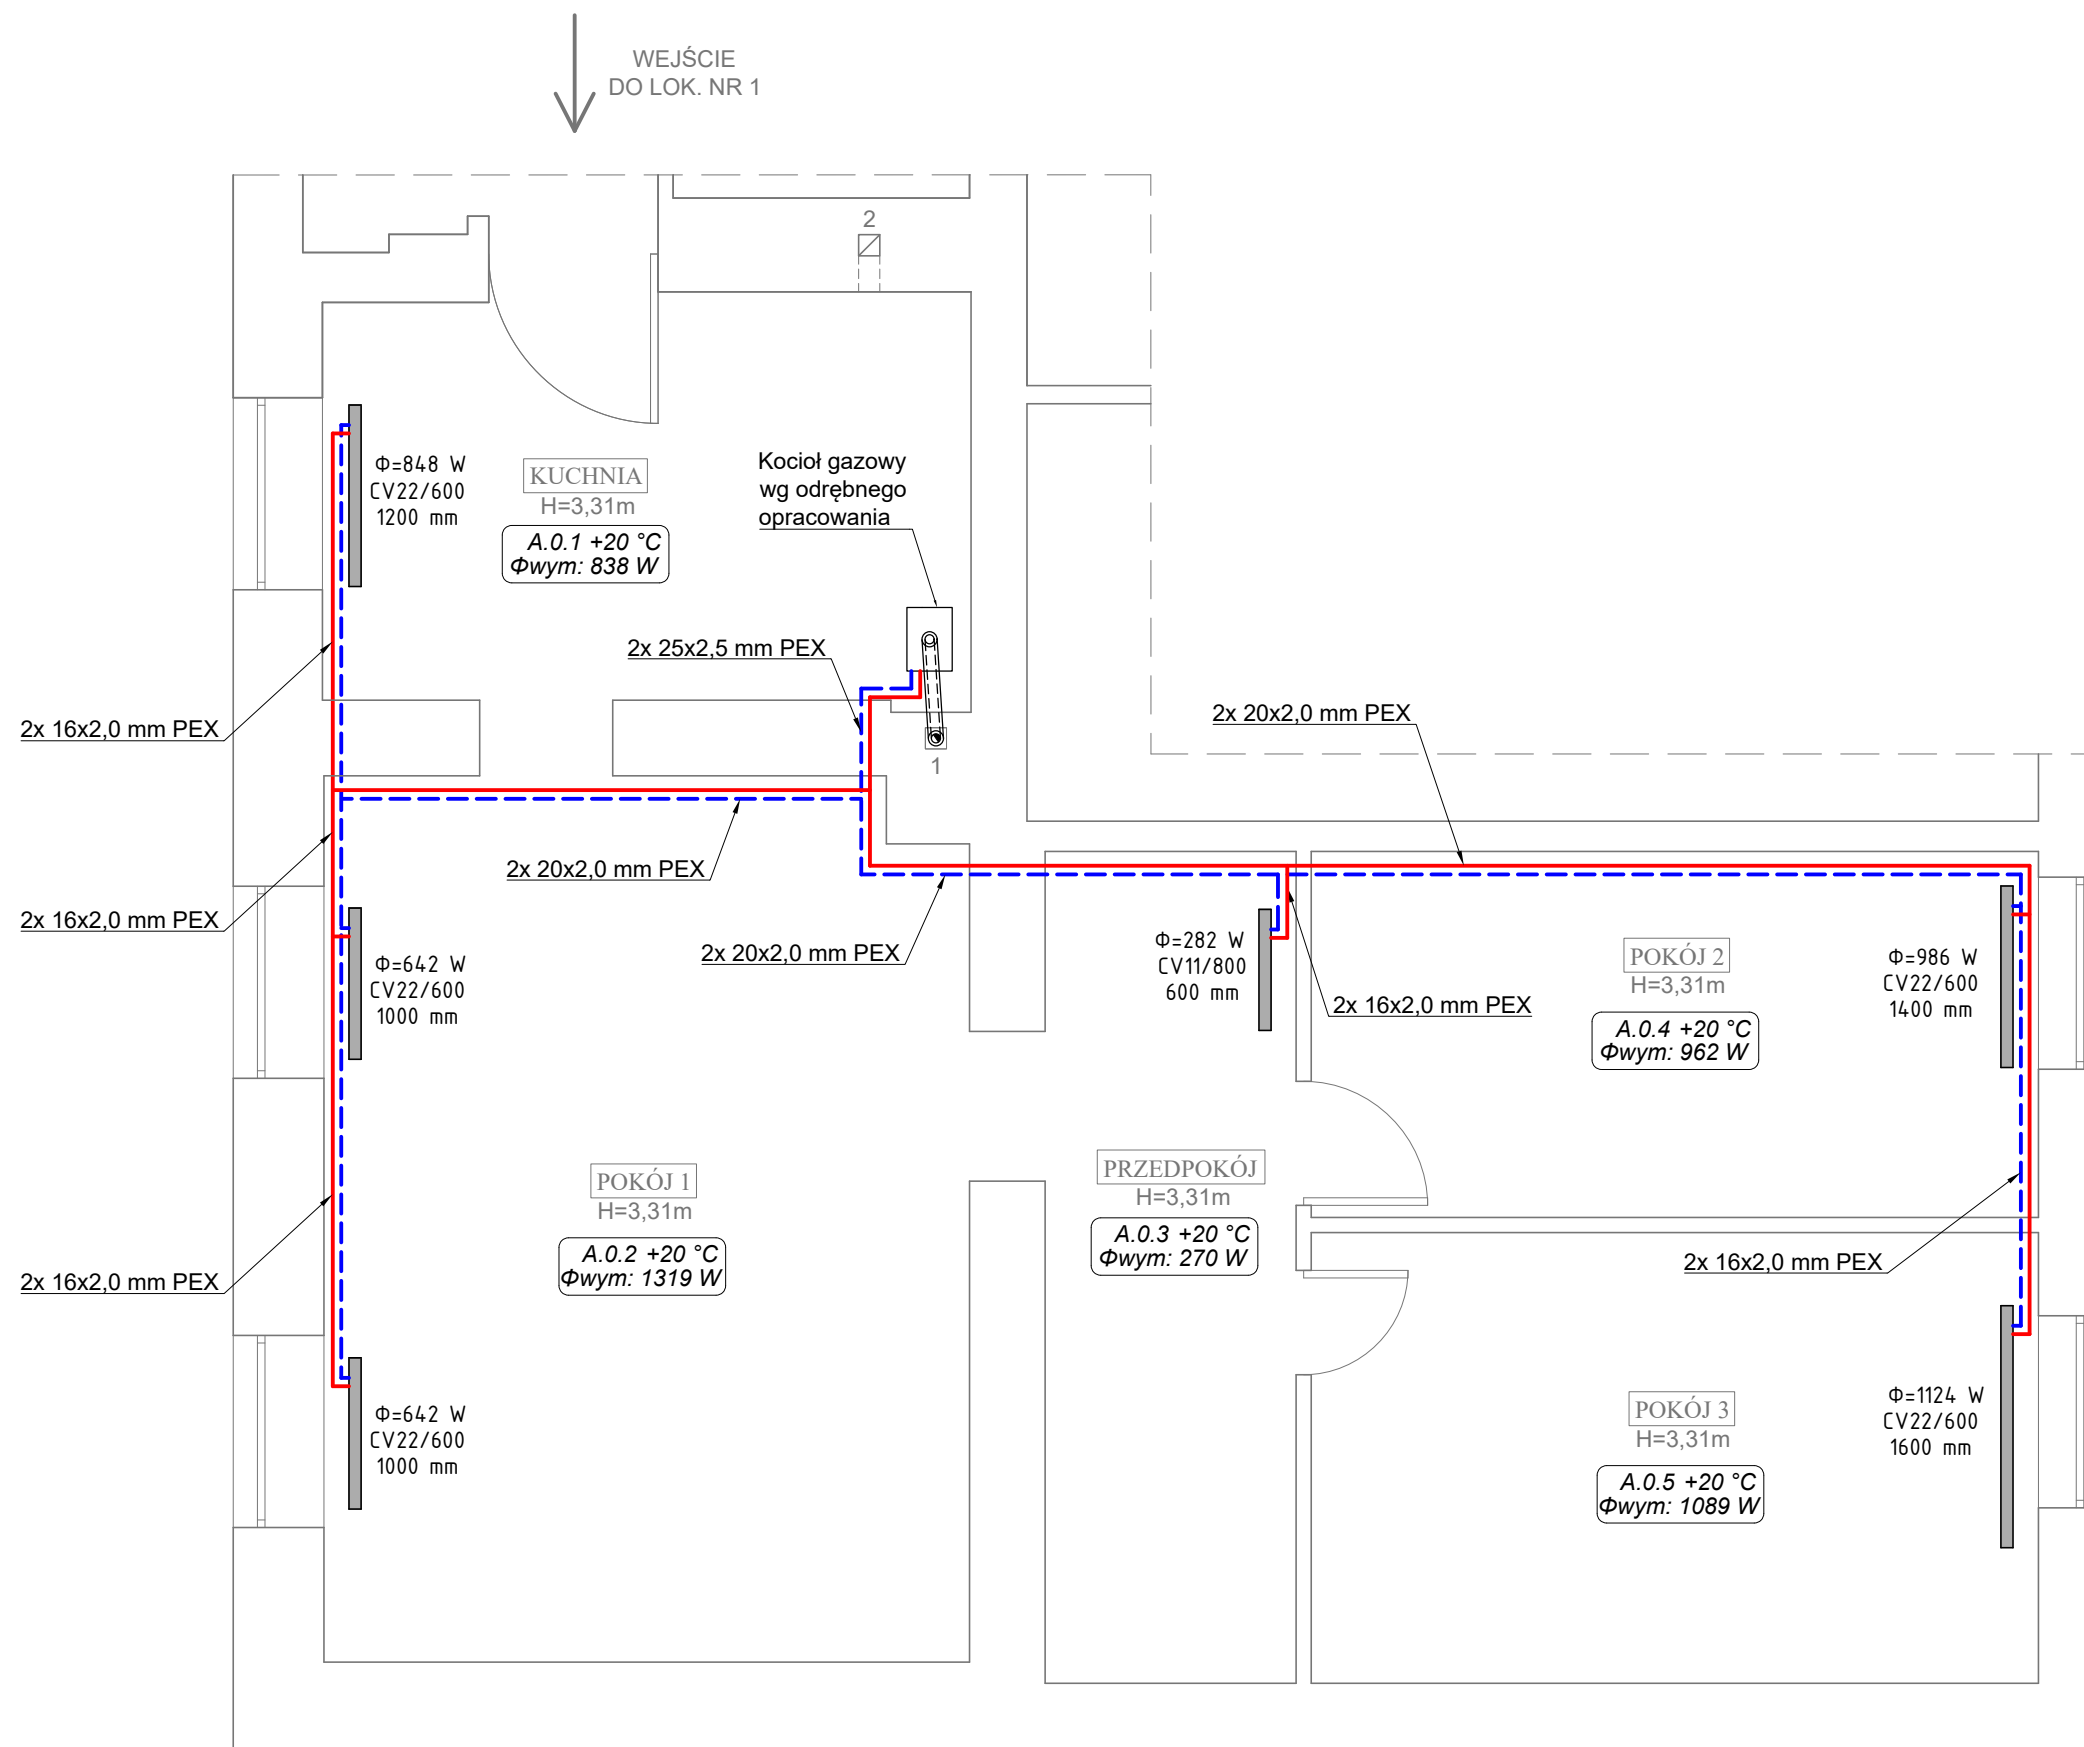 WEJŚCIE
DO LOK. NR 1
2
Φ=848 W
CV22/600
1200 mm
KUCHNIA
H=3,31m
A.0.1 +20 °C
Φwym: 838 W
Kocioł gazowy
wg odrębnego
opracowania
2x 25x2,5 mm PEX
2x 16x2,0 mm PEX
1
2x 20x2,0 mm PEX
2x 20x2,0 mm PEX
2x 16x2,0 mm PEX
2x 20x2,0 mm PEX
Φ=642 W
CV22/600
1000 mm
Φ=282 W
CV11/800
600 mm
2x 16x2,0 mm PEX
POKÓJ 2
H=3,31m
A.0.4 +20 °C
Φwym: 962 W
Φ=986 W
CV22/600
1400 mm
POKÓJ 1
H=3,31m
A.0.2 +20 °C
Φwym: 1319 W
PRZEDPOKÓJ
H=3,31m
A.0.3 +20 °C
Φwym: 270 W
2x 16x2,0 mm PEX
2x 16x2,0 mm PEX
Φ=642 W
CV22/600
1000 mm
POKÓJ 3
H=3,31m
A.0.5 +20 °C
Φwym: 1089 W
Φ=1124 W
CV22/600
1600 mm